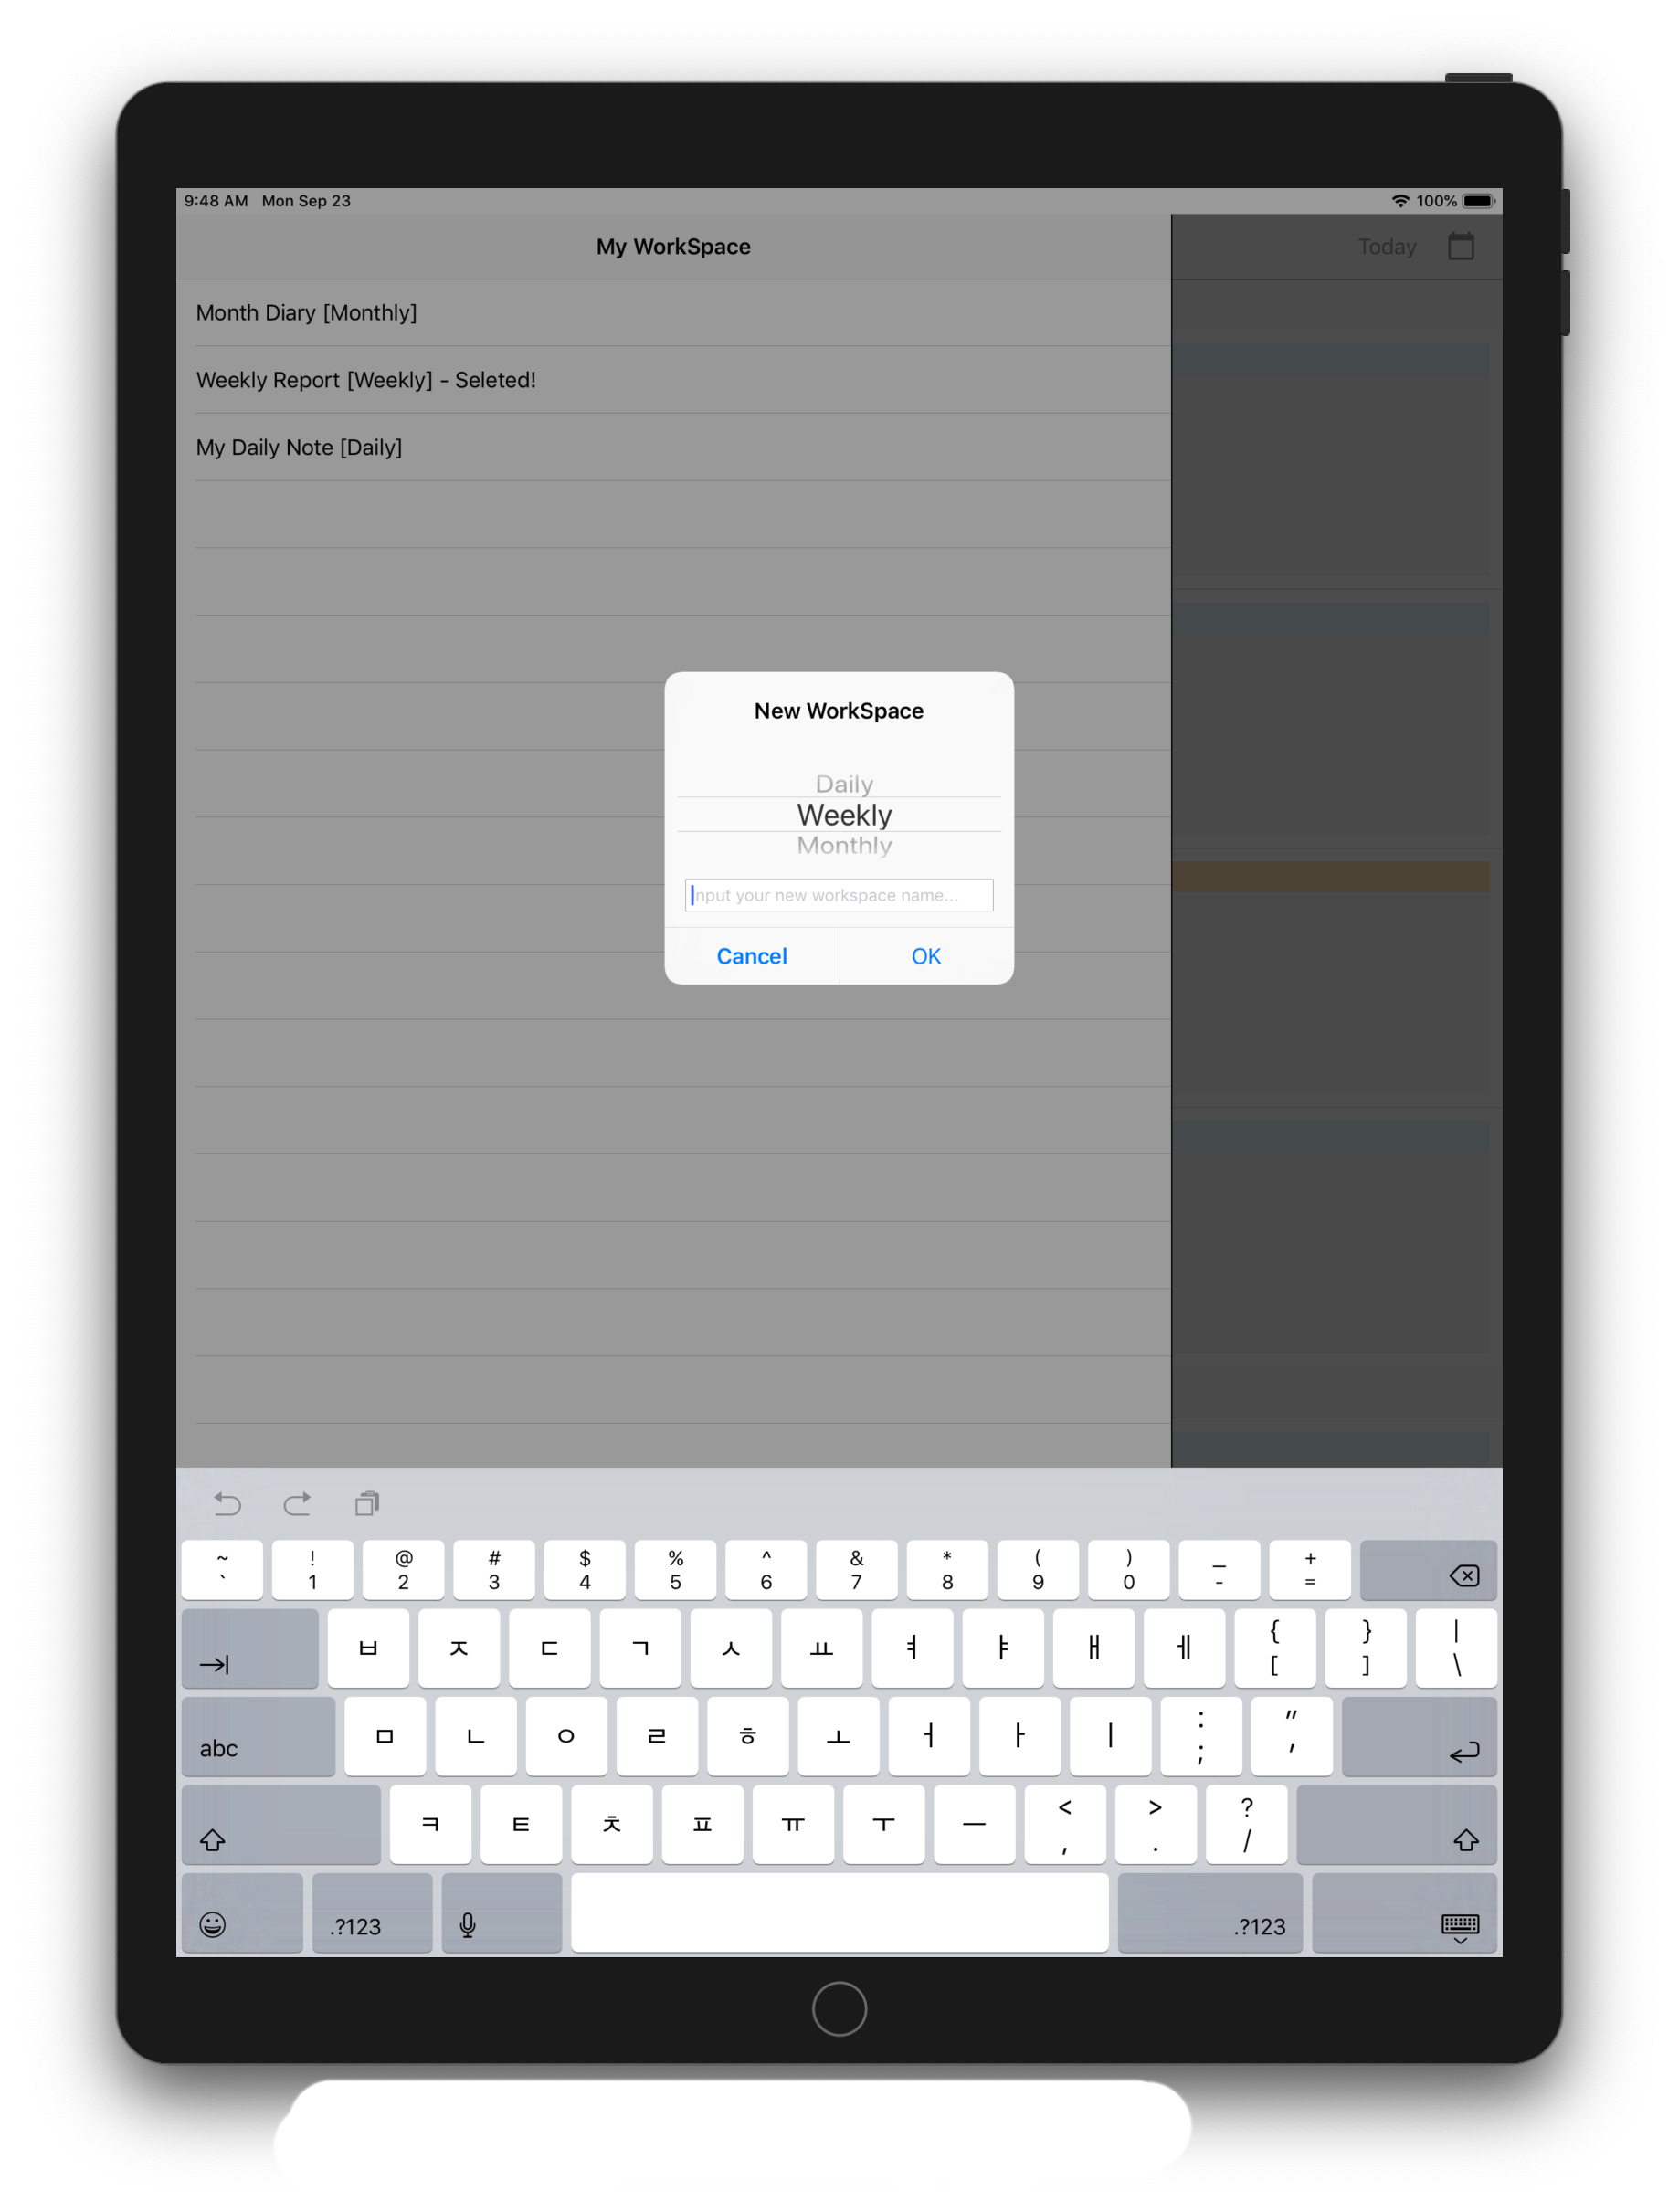 9:48 AM Mon Sep 23 100%
My WorkSpace Today
Month Diary [Monthly]
Weekly Report [Weekly] - Seleted!
My Daily Note [Daily]
New WorkSpace
Daily
Weekly
Monthly
Input your new workspace name...
Cancel OK
~ ! @ # $ % ^ & * ( ) _ +
` 1 2 3 4 5 6 7 8 9 0 - =
ㅂ ㅈ ㄷ ㄱ ㅅ ㅛ ㅕ ㅑ ㅐ ㅔ { } |
[ ] \
abc ㅁ ㄴ ㅇ ㄹ ㅎ ㅗ ㅓ ㅏ ㅣ : "
; '
ㅋ ㅌ ㅊ ㅍ ㅠ ㅜ ㅡ < > ?
, . /
.?123 .?123